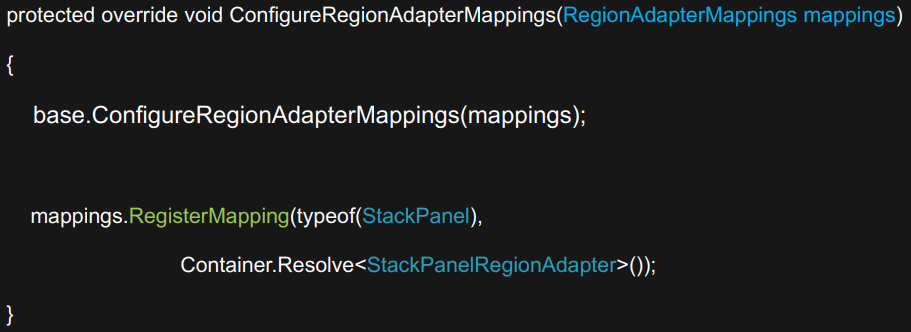 protected override void ConfigureRegionAdapterMappings(RegionAdapterMappings mappings)
{
base.ConfigureRegionAdapterMappings(mappings);
mappings.RegisterMapping(typeof(StackPanel),
Container.Resolve<StackPanelRegionAdapter>());
}